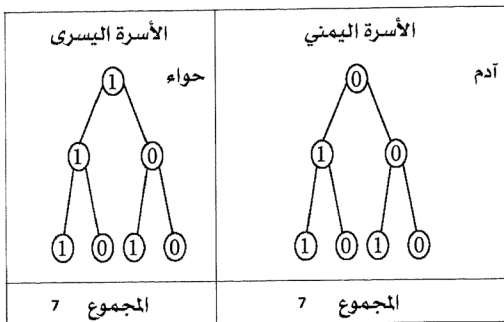 الأسرة اليمني
آدم
0
1 0
1 0 1 0
المجموع 7
الأسرة اليسرى
حواء
1
1 0
1 0 1 0
المجموع 7